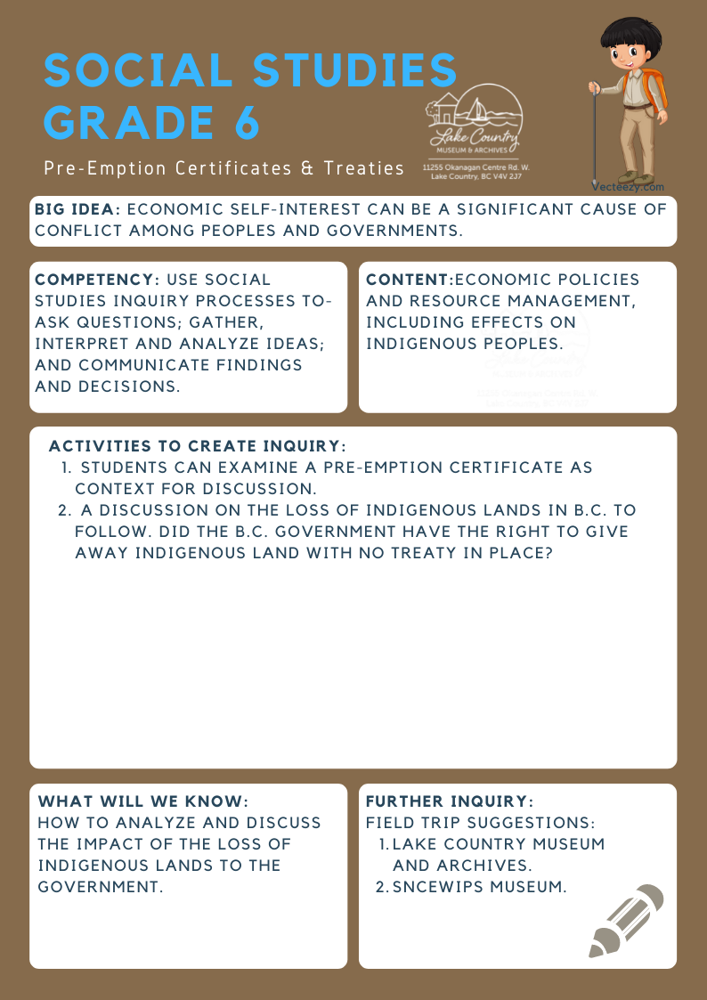 SOCIAL STUDIES
GRADE 6
Pre-Emption Certificates & Treaties
Lake Country
MUSEUM & ARCHIVES
11255 Okanagan Centre Rd. W.
Lake Country, BC V4V 2J7
Vecteezy.com
BIG IDEA: ECONOMIC SELF-INTEREST CAN BE A SIGNIFICANT CAUSE OF
CONFLICT AMONG PEOPLES AND GOVERNMENTS.
COMPETENCY: USE SOCIAL
STUDIES INQUIRY PROCESSES TO-
ASK QUESTIONS; GATHER,
INTERPRET AND ANALYZE IDEAS;
AND COMMUNICATE FINDINGS
AND DECISIONS.
CONTENT:ECONOMIC POLICIES
AND RESOURCE MANAGEMENT,
INCLUDING EFFECTS ON
INDIGENOUS PEOPLES.
ACTIVITIES TO CREATE INQUIRY:
1. STUDENTS CAN EXAMINE A PRE-EMPTION CERTIFICATE AS
CONTEXT FOR DISCUSSION.
2. A DISCUSSION ON THE LOSS OF INDIGENOUS LANDS IN B.C. TO
FOLLOW. DID THE B.C. GOVERNMENT HAVE THE RIGHT TO GIVE
AWAY INDIGENOUS LAND WITH NO TREATY IN PLACE?
WHAT WILL WE KNOW:
HOW TO ANALYZE AND DISCUSS
THE IMPACT OF THE LOSS OF
INDIGENOUS LANDS TO THE
GOVERNMENT.
FURTHER INQUIRY:
FIELD TRIP SUGGESTIONS:
1. LAKE COUNTRY MUSEUM
AND ARCHIVES.
2. SNCEWIPS MUSEUM.